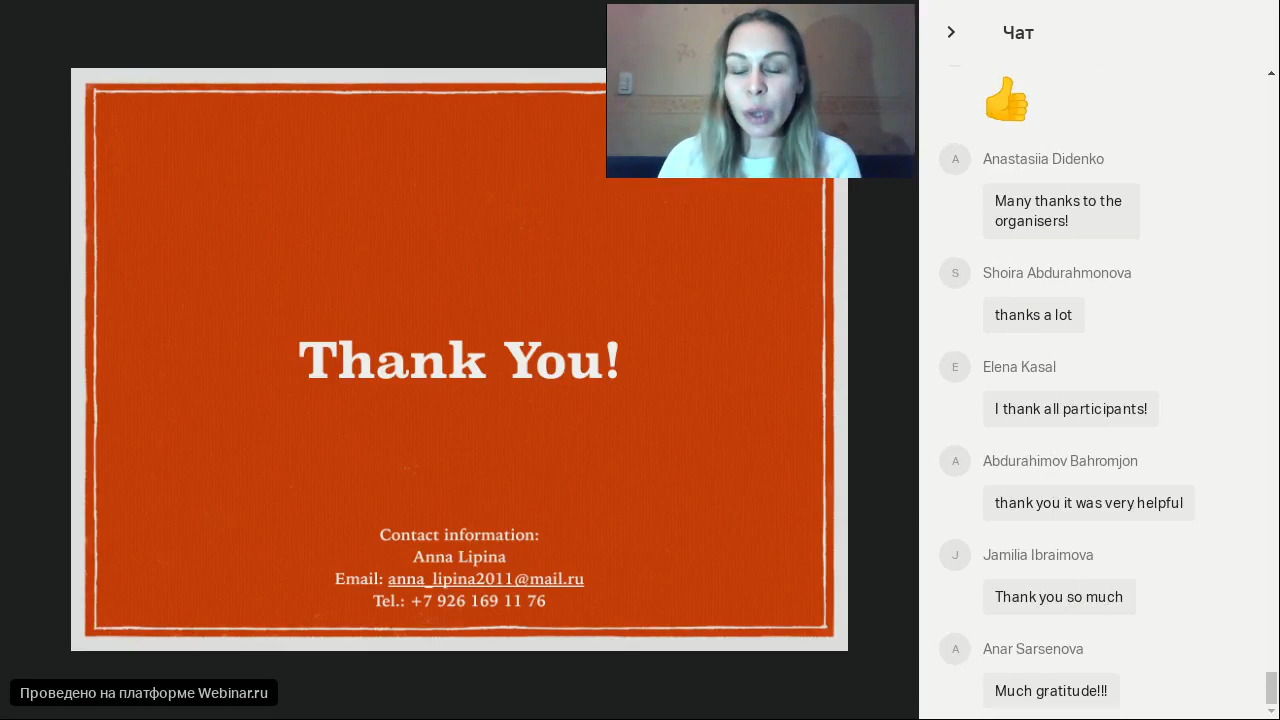 Thank You!
Contact information:
Anna Lipina
Email: anna_lipina2011@mail.ru
Tel.: +7 926 169 11 76
Проведено на платформе Webinar.ru
Чат
A
Anastasiia Didenko
Many thanks to the
organisers!
S
Shoira Abdurahmonova
thanks a lot
E
Elena Kasal
I thank all participants!
A
Abdurahimov Bahromjon
thank you it was very helpful
J
Jamilia Ibraimova
Thank you so much
A
Anar Sarsenova
Much gratitude!!!